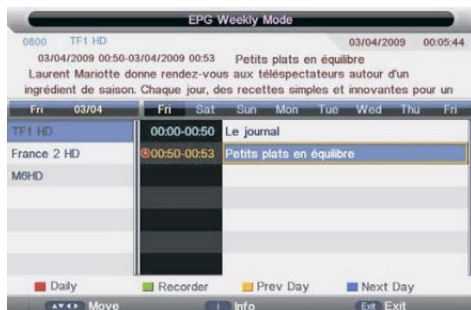 EPG Weekly Mode
0800 TF1 HD 03/04/2009 00:05:44
03/04/2009 00:50-03/04/2009 00:53 Petits plats en équilibre
Laurent Mariotte donne rendez-vous aux téléspectateurs autour d'un
ingrédient de saison. Chaque jour, des recettes simples et innovantes pour un
Fri 03/04 Fri Sat Sun Mon Tue Wed Thu Fri
TF1 HD 00:00-00:50 Le journal
France 2 HD 00:50-00:53 Petits plats en équilibre
M6HD
Daily Recorder Prev Day Next Day
Move i Info Exit Exit